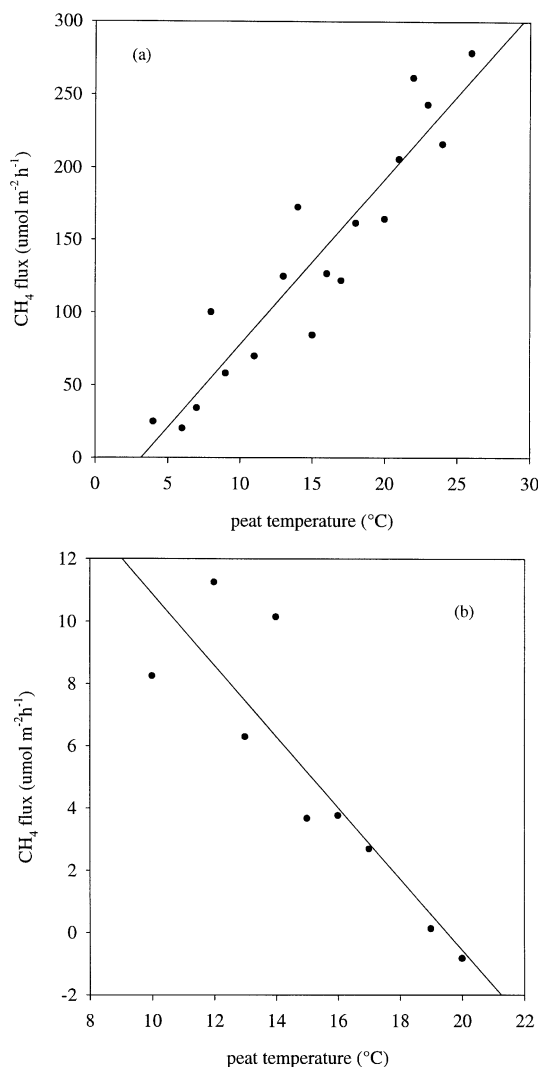 300
(a)
250
200
150
100
50
0
CH4 flux (umol m-2 h-1)
0 5 10 15 20 25 30
peat temperature (°C)
12
(b)
10
8
6
4
2
0
-2
CH4 flux (umol m-2h-1)
8 10 12 14 16 18 20 22
peat temperature (°C)